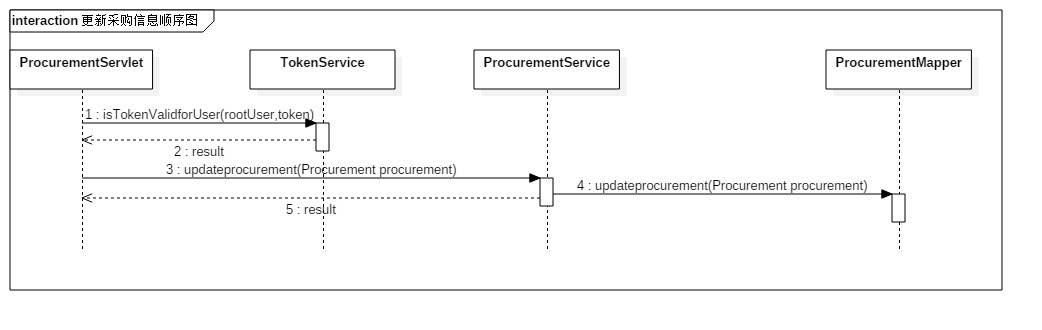 interaction 更新采购信息顺序图
ProcurementServlet
TokenService
ProcurementService
ProcurementMapper
1 : isTokenValidforUser(rootUser,token)
2 : result
3 : updateprocurement(Procurement procurement)
4 : updateprocurement(Procurement procurement)
5 : result